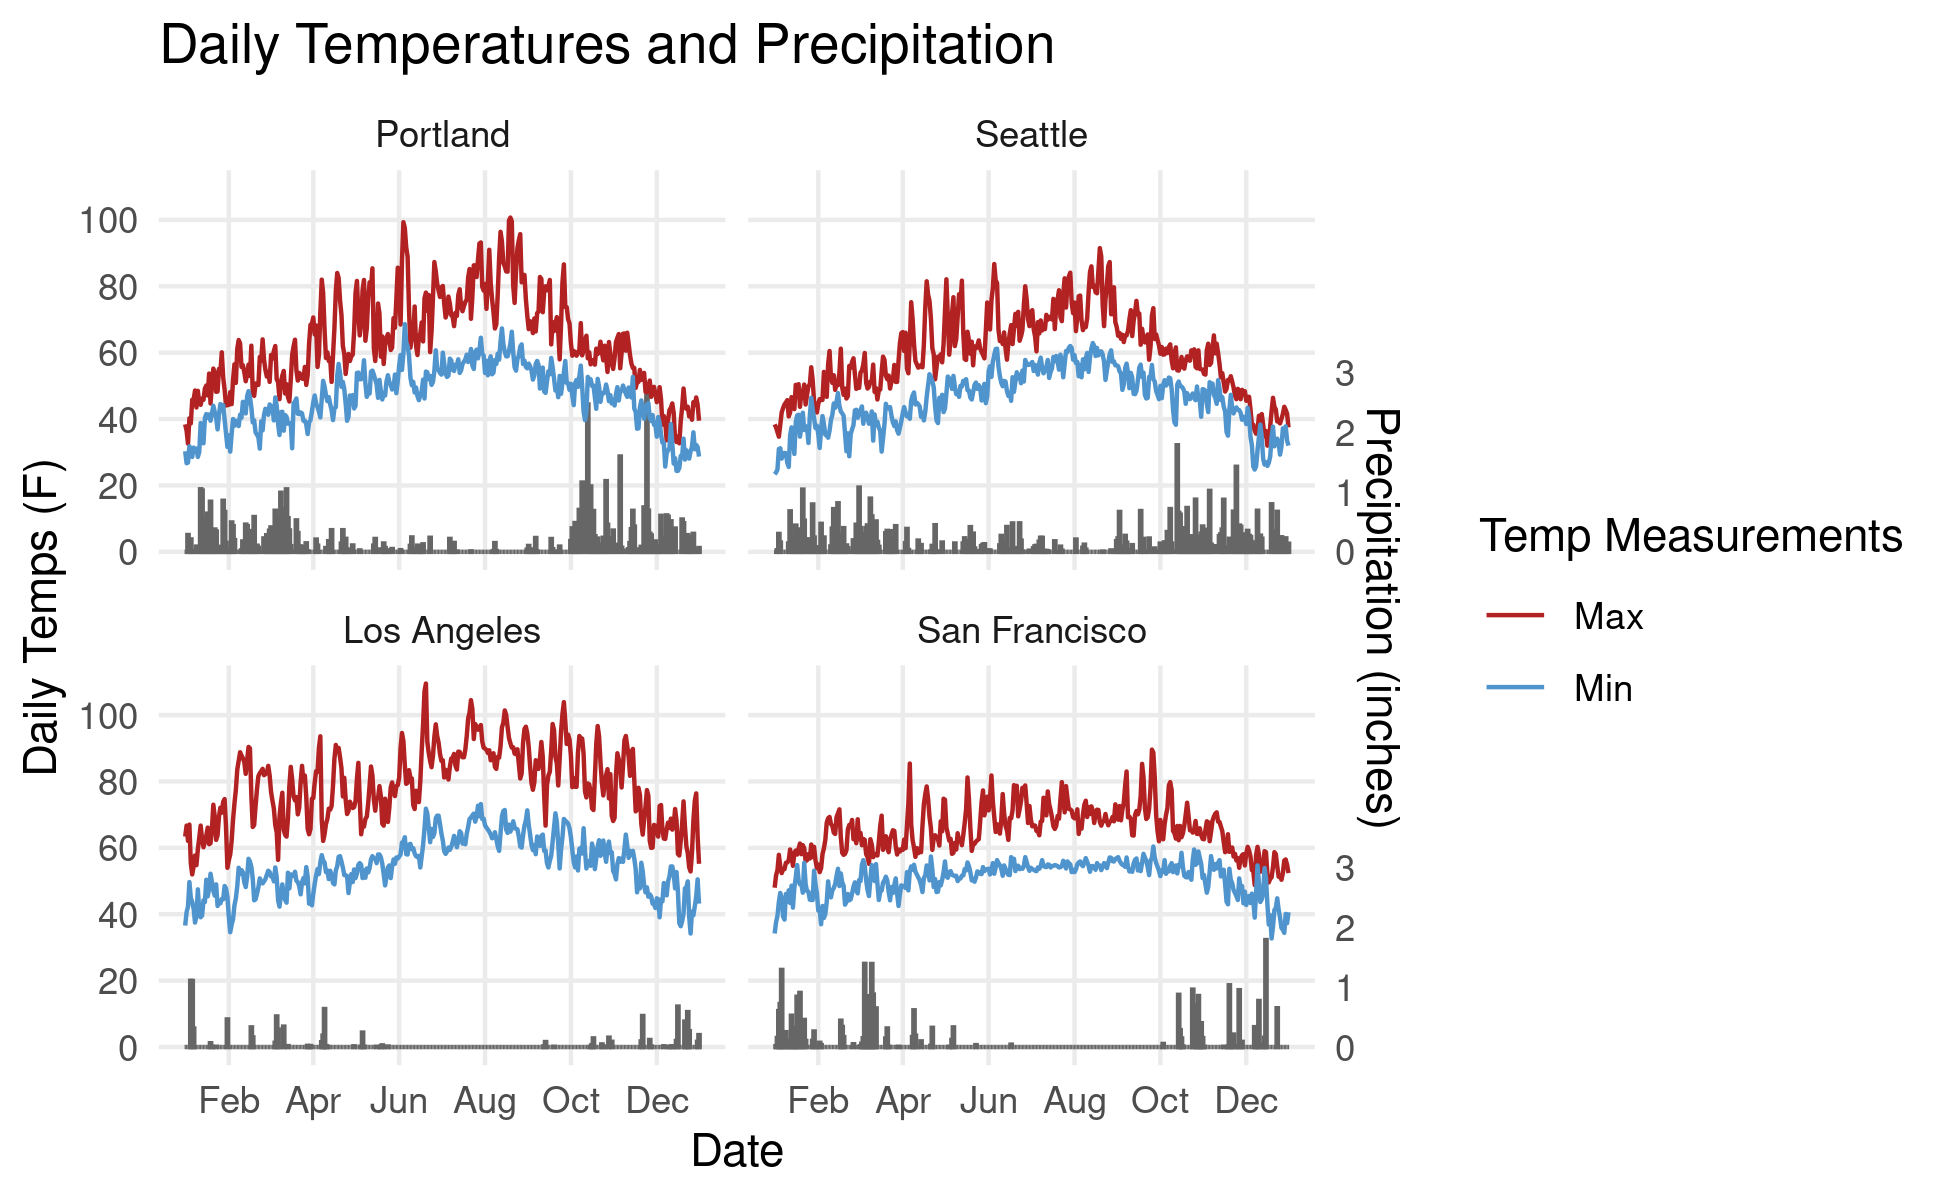 Daily Temperatures and Precipitation
Portland
Seattle
100
80
60
40
20
0
3
2
1
0
Los Angeles
San Francisco
100
80
60
40
20
0
3
2
1
0
Feb Apr Jun Aug Oct Dec
Feb Apr Jun Aug Oct Dec
Date
Daily Temps (F)
Precipitation (inches)
Temp Measurements
Max
Min